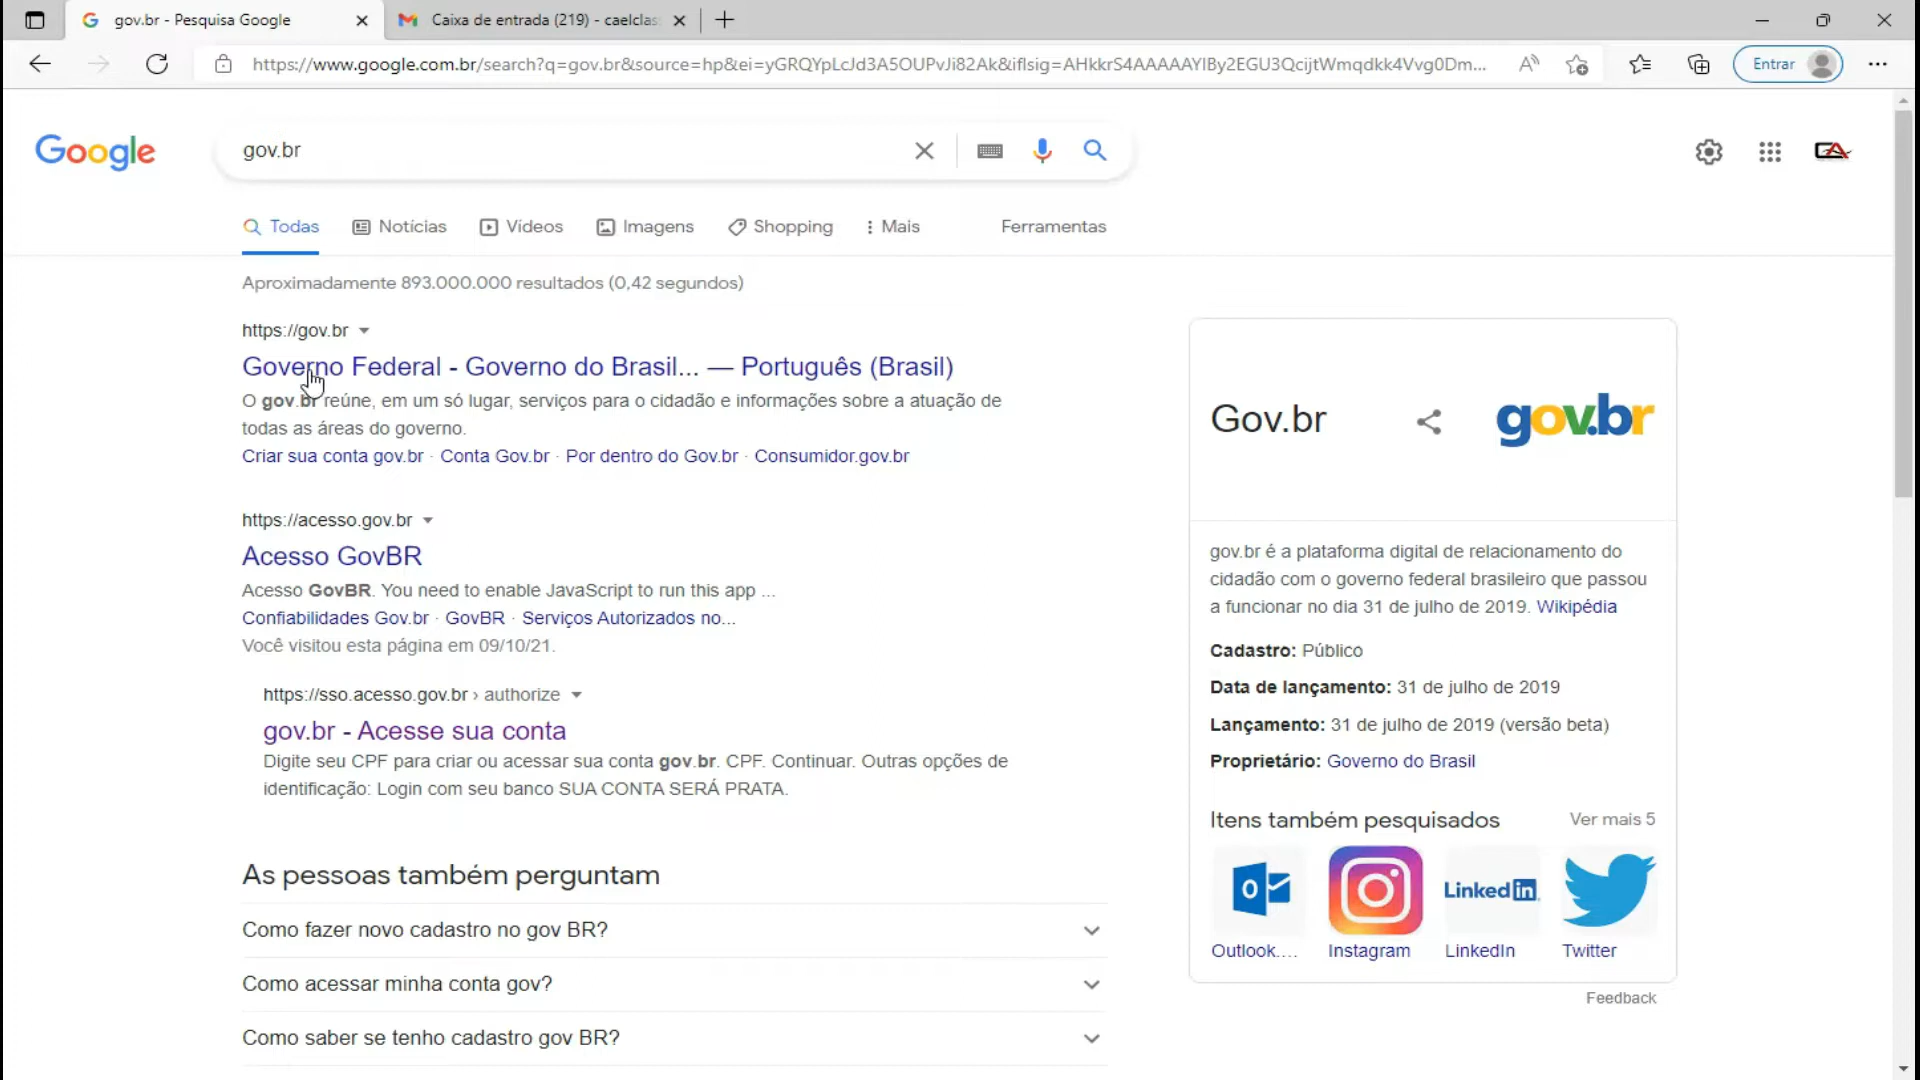 gov.br - Pesquisa Google
Caixa de entrada (219) - caelclas
https://www.google.com.br/search?q=gov.br&source=hp&ei=yGRQYpLcJd3A5OUPvJi82Ak&iflsig=AHkkrS4AAAAAYlBy2EGU3QcijtWmqdkk4Vvg0Dm...
Entrar
Google
gov.br
Todas
Notícias
Vídeos
Imagens
Shopping
Mais
Ferramentas
Aproximadamente 893.000.000 resultados (0,42 segundos)
https://gov.br
Governo Federal - Governo do Brasil... — Português (Brasil)
O gov.br reúne, em um só lugar, serviços para o cidadão e informações sobre a atuação de
todas as áreas do governo.
Criar sua conta gov.br · Conta Gov.br · Por dentro do Gov.br · Consumidor.gov.br
https://acesso.gov.br
Acesso GovBR
Acesso GovBR. You need to enable JavaScript to run this app ...
Confiabilidades Gov.br · GovBR · Serviços Autorizados no...
Você visitou esta página em 09/10/21.
https://sso.acesso.gov.br › authorize
gov.br - Acesse sua conta
Digite seu CPF para criar ou acessar sua conta gov.br. CPF. Continuar. Outras opções de
identificação: Login com seu banco SUA CONTA SERÁ PRATA.
As pessoas também perguntam
Como fazer novo cadastro no gov BR?
Como acessar minha conta gov?
Como saber se tenho cadastro gov BR?
Gov.br
gov.br
gov.br é a plataforma digital de relacionamento do
cidadão com o governo federal brasileiro que passou
a funcionar no dia 31 de julho de 2019. Wikipédia
Cadastro: Público
Data de lançamento: 31 de julho de 2019
Lançamento: 31 de julho de 2019 (versão beta)
Proprietário: Governo do Brasil
Itens também pesquisados
Ver mais 5
Linked in
Outlook....
Instagram
LinkedIn
Twitter
Feedback